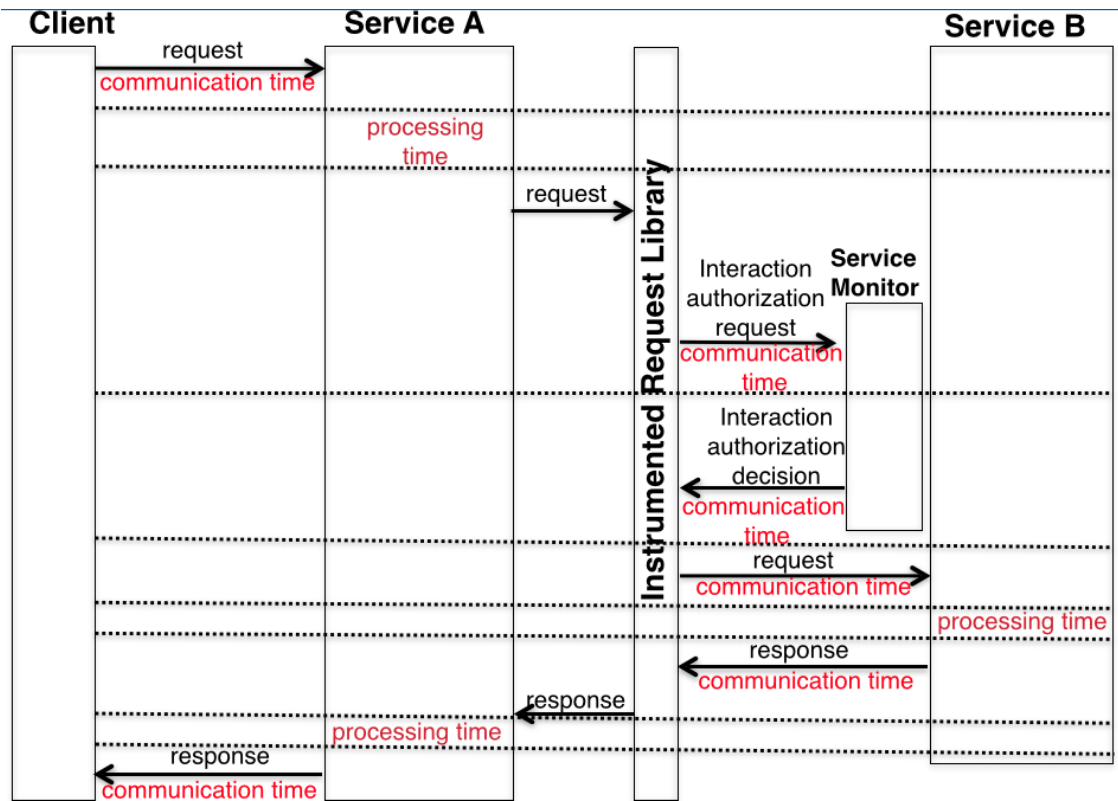 Client
Service A
Service B
request
communication time
processing
time
request
Instrumented Request Library
Service
Monitor
Interaction
authorization
request
communication
time
Interaction
authorization
decision
communication
time
request
communication time
processing time
response
communication time
response
processing time
response
communication time